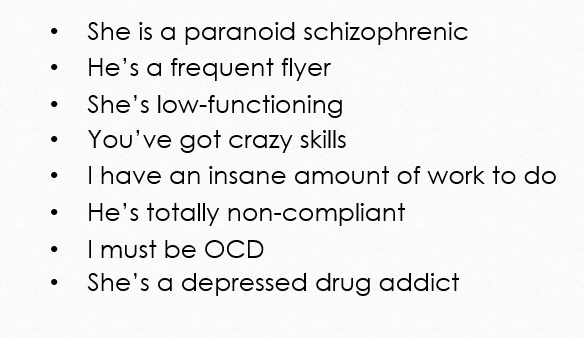 • She is a paranoid schizophrenic
• He’s a frequent flyer
• She’s low-functioning
• You’ve got crazy skills
• I have an insane amount of work to do
• He’s totally non-compliant
• I must be OCD
• She’s a depressed drug addict